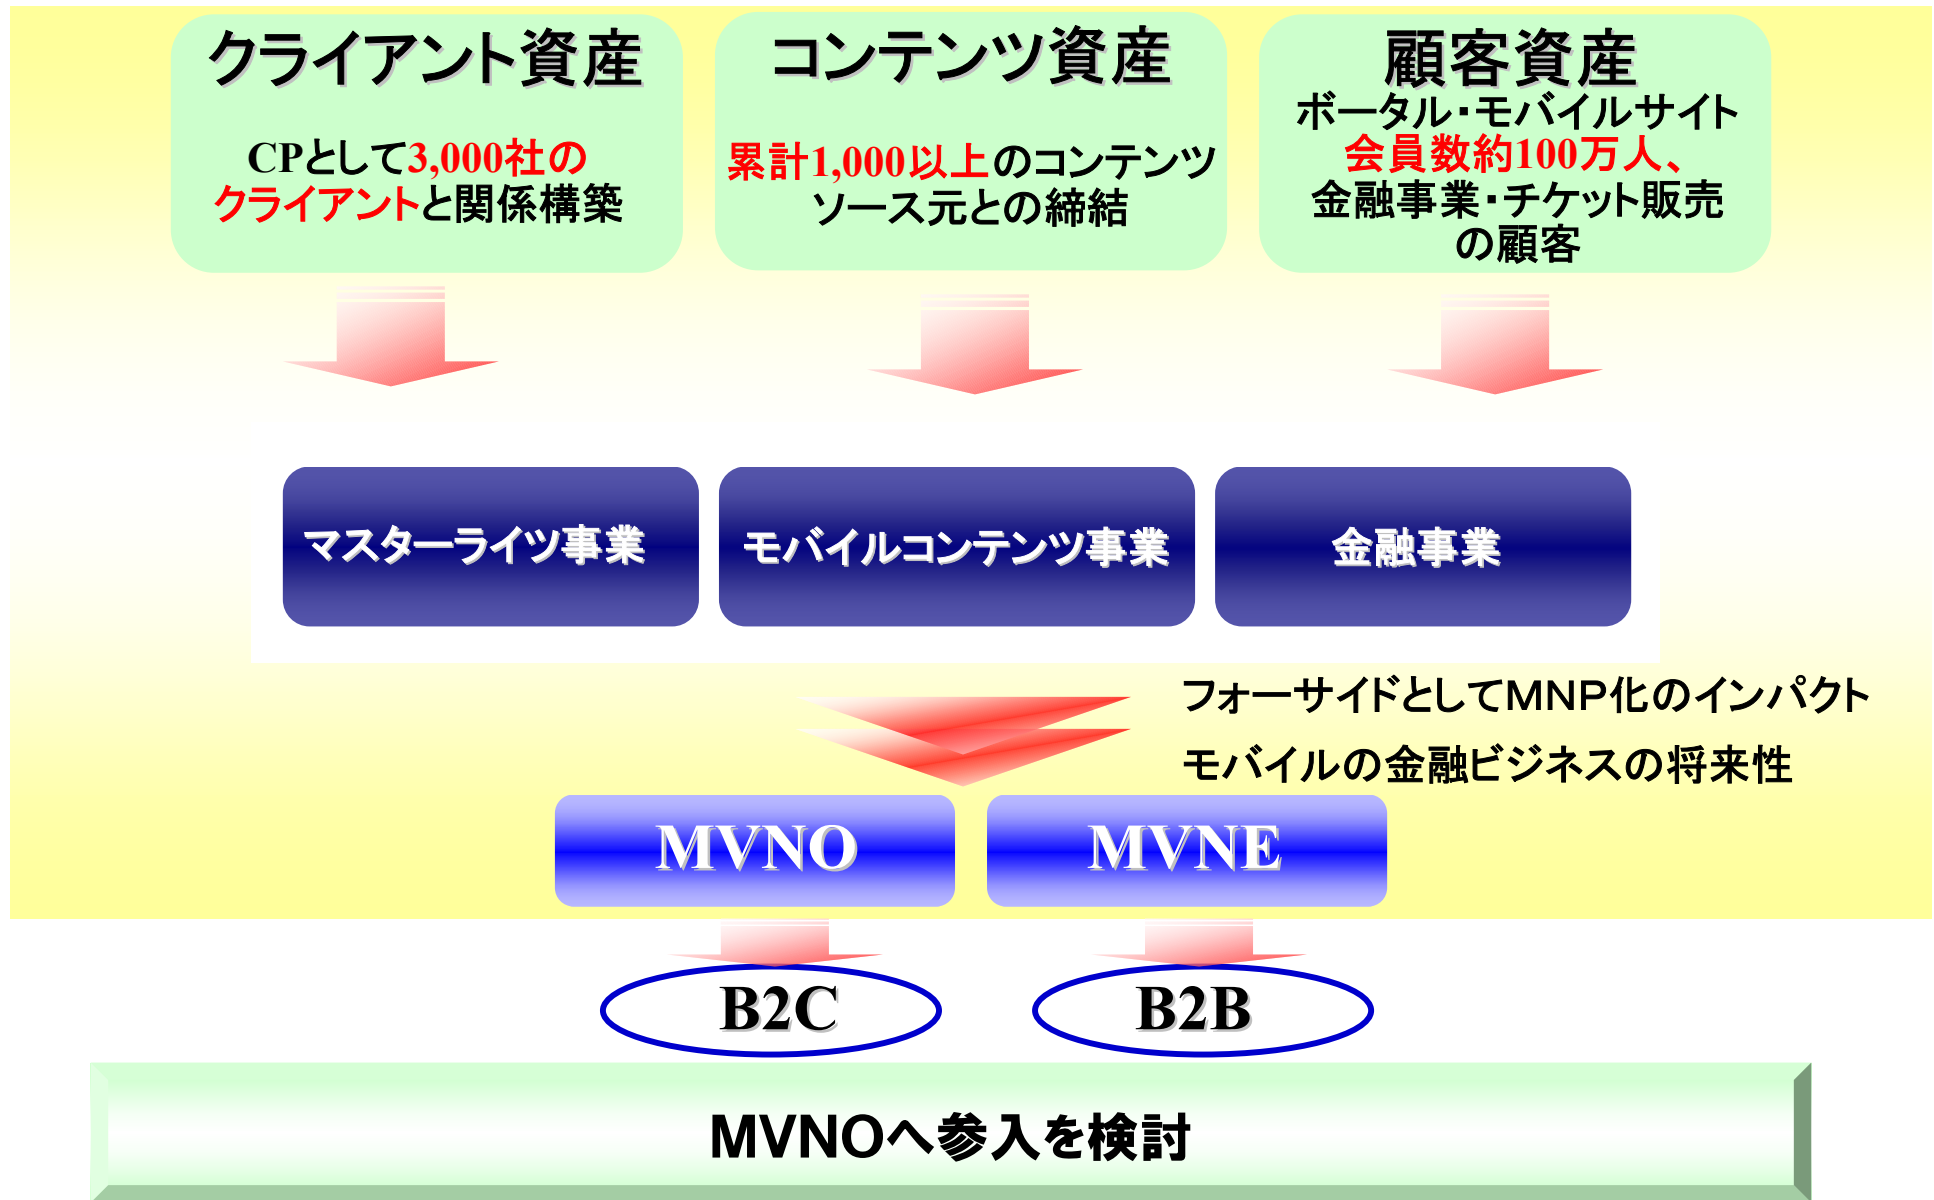 クライアント資産
CPとして3,000社の
クライアントと関係構築
コンテンツ資産
累計1,000以上のコンテンツ
ソース元との締結
顧客資産
ポータル・モバイルサイト
会員数約100万人、
金融事業・チケット販売
の顧客
マスターライツ事業
モバイルコンテンツ事業
金融事業
フォーサイドとしてMNP化のインパクト
モバイルの金融ビジネスの将来性
MVNO
MVNE
B2C
B2B
MVNOへ参入を検討